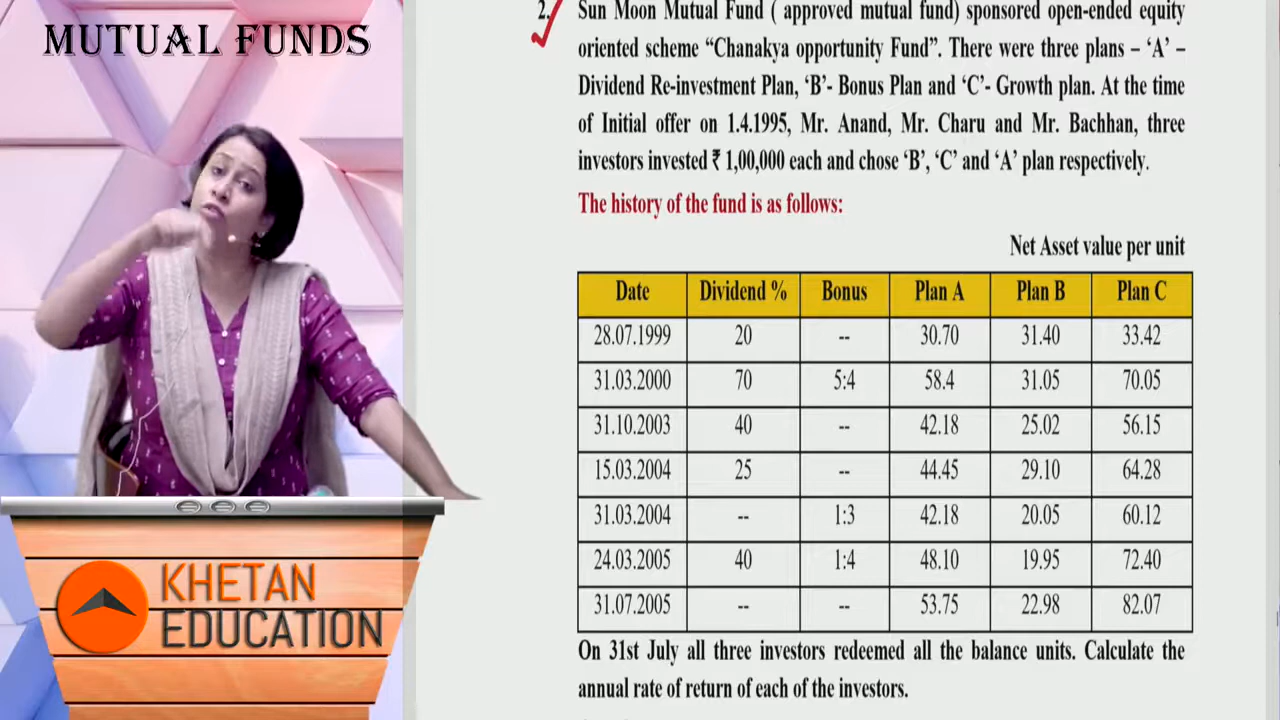 MUTUAL FUNDS
2. Sun Moon Mutual Fund ( approved mutual fund) sponsored open-ended equity
oriented scheme “Chanakya opportunity Fund”. There were three plans – ‘A’ –
Dividend Re-investment Plan, ‘B’- Bonus Plan and ‘C’- Growth plan. At the time
of Initial offer on 1.4.1995, Mr. Anand, Mr. Charu and Mr. Bachhan, three
investors invested ₹ 1,00,000 each and chose ‘B’, ‘C’ and ‘A’ plan respectively.
The history of the fund is as follows:
Net Asset value per unit
Date Dividend % Bonus Plan A Plan B Plan C
28.07.1999 20 -- 30.70 31.40 33.42
31.03.2000 70 5:4 58.4 31.05 70.05
31.10.2003 40 -- 42.18 25.02 56.15
15.03.2004 25 -- 44.45 29.10 64.28
31.03.2004 -- 1:3 42.18 20.05 60.12
24.03.2005 40 1:4 48.10 19.95 72.40
31.07.2005 -- -- 53.75 22.98 82.07
On 31st July all three investors redeemed all the balance units. Calculate the
annual rate of return of each of the investors.
KHETAN
EDUCATION